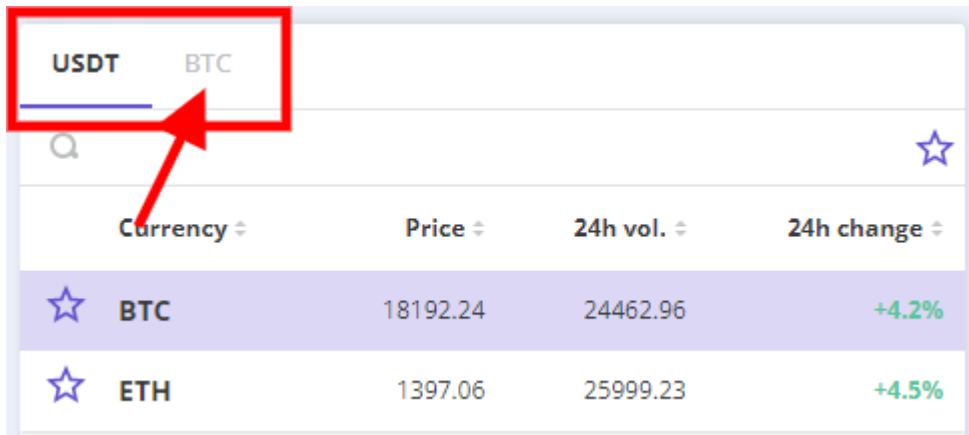 USDT BTC
Currency Price 24h vol. 24h change
BTC 18192.24 24462.96 +4.2%
ETH 1397.06 25999.23 +4.5%